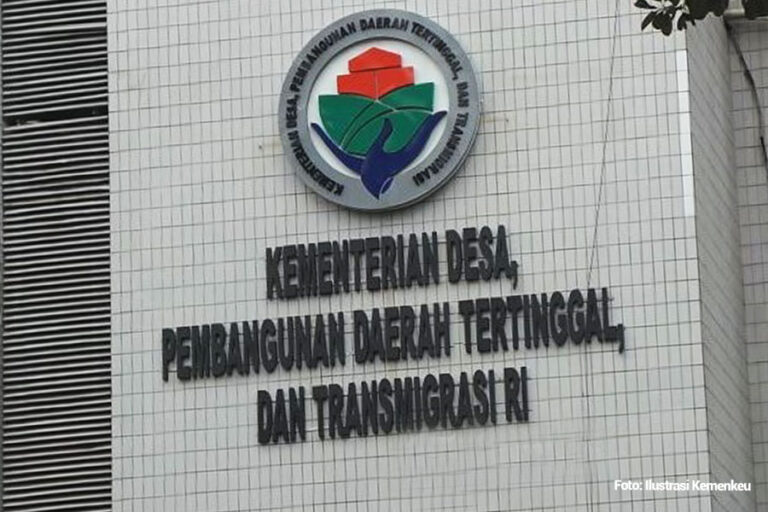 KEMENTERIAN DESA, PEMBANGUNAN DAERAH TERTINGGAL, DAN TRANSMIGRASI
KEMENTERIAN DESA,
PEMBANGUNAN DAERAH TERTINGGAL,
DAN TRANSMIGRASI RI
Foto: Ilustrasi Kemenkeu